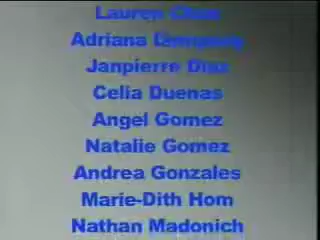 Lauren
Adriana
Janpierre Diaz
Celia Duenas
Angel Gomez
Natalie Gomez
Andrea Gonzales
Marie-Dith Hom
Nathan Madonich